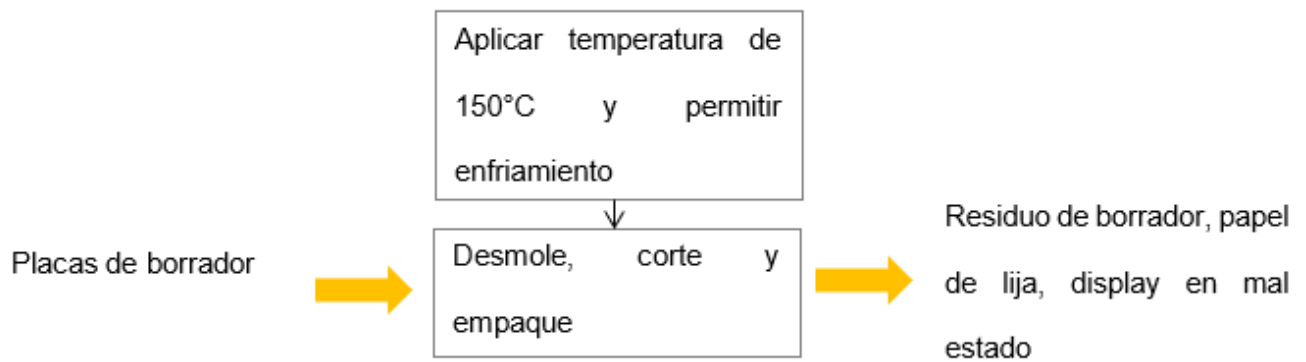 Aplicar temperatura de
150°C y permitir
enfriamiento
Placas de borrador
Desmole, corte y
empaque
Residuo de borrador, papel
de lija, display en mal
estado